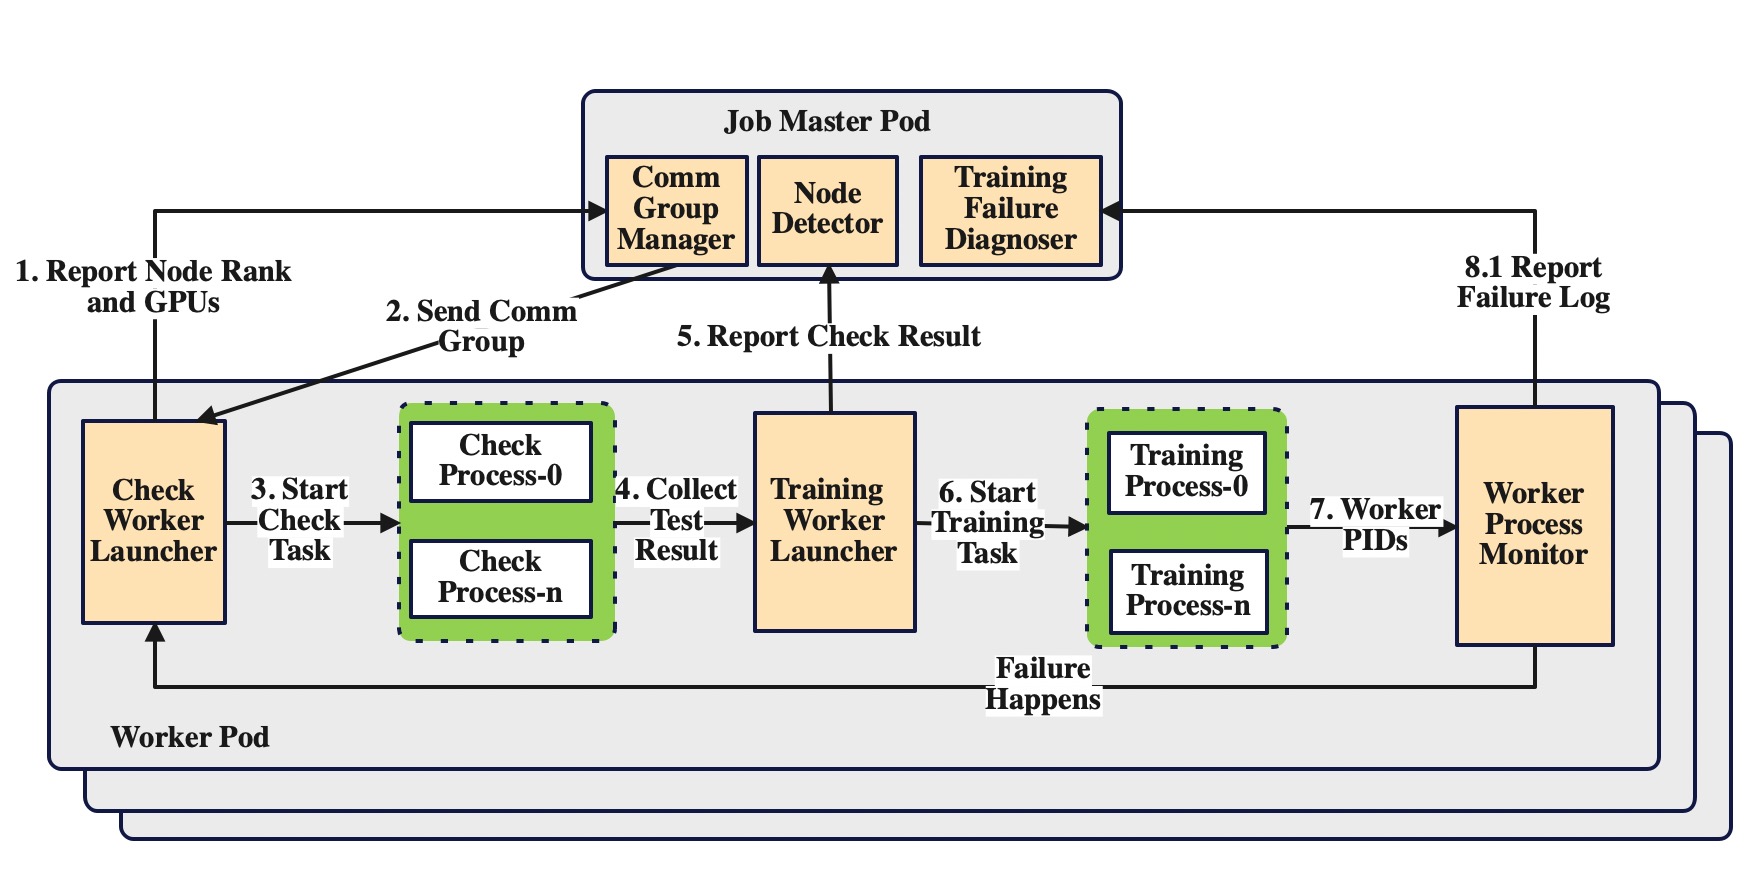 Job Master Pod
Comm
Group
Manager
Node
Detector
Training
Failure
Diagnoser
1. Report Node Rank
and GPUs
2. Send Comm
Group
5. Report Check Result
8.1 Report
Failure Log
Check
Worker
Launcher
3. Start
Check
Task
Check
Process-0
Check
Process-n
4. Collect
Test
Result
Training
Worker
Launcher
6. Start
Training
Task
Training
Process-0
Training
Process-n
7. Worker
PIDs
Worker
Process
Monitor
Failure
Happens
Worker Pod